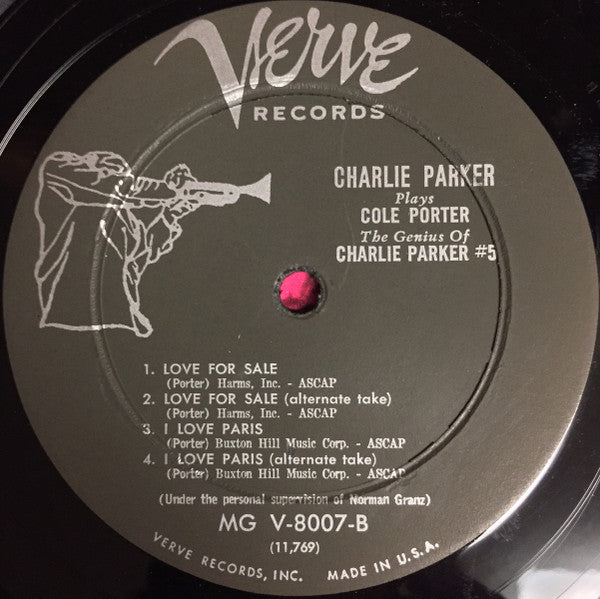 Verve
RECORDS
CHARLIE PARKER
Plays
COLE PORTER
The Genius Of
CHARLIE PARKER #5
1. LOVE FOR SALE
(Porter) Harms, Inc. - ASCAP
2. LOVE FOR SALE (alternate take)
(Porter) Harms, Inc. - ASCAP
3. I LOVE PARIS
(Porter) Buxton Hill Music Corp. - ASCAP
4. I LOVE PARIS (alternate take)
(Porter) Buxton Hill Music Corp. - ASCAP
(Under the personal supervision of Norman Granz)
MG V-8007-B
(11,769)
VERVE RECORDS, INC. MADE IN U.S.A.